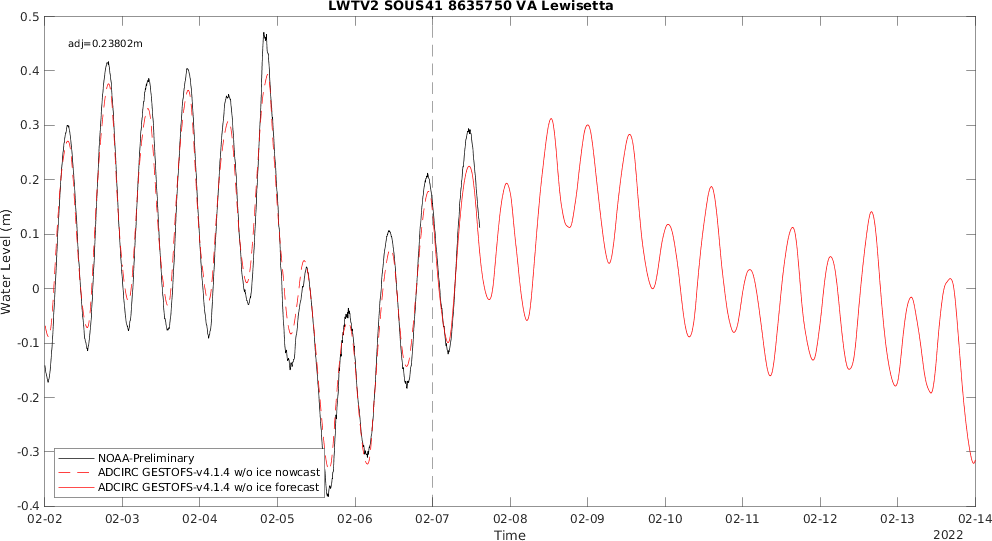 LWTV2 SOUS41 8635750 VA Lewisetta
adj=0.23802m
Water Level (m)
0.5
0.4
0.3
0.2
0.1
0
-0.1
-0.2
-0.3
-0.4
NOAA-Preliminary
ADCIRC GESTOFS-v4.1.4 w/o ice nowcast
ADCIRC GESTOFS-v4.1.4 w/o ice forecast
02-02 02-03 02-04 02-05 02-06 02-07 02-08 02-09 02-10 02-11 02-12 02-13 02-14
Time
2022